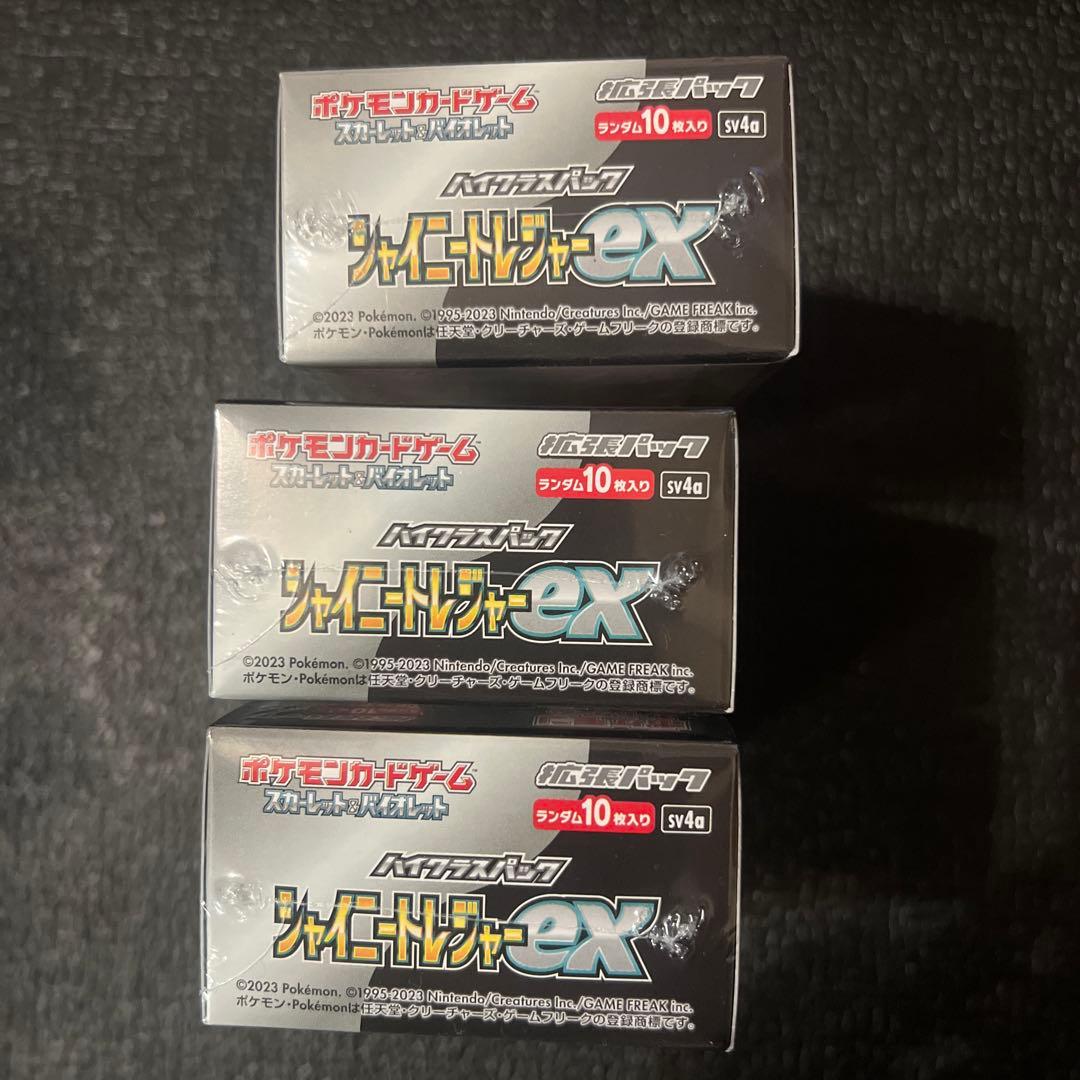 ポケモンカードゲーム 拡張パック
スカーレット&バイオレット ランダム10枚入り sv4a
ハイクラスパック
シャイニートレジャーex
©2023 Pokémon. ©1995-2023 Nintendo/Creatures Inc./GAME FREAK inc.
ポケモン・Pokémonは任天堂・クリーチャーズ・ゲームフリークの登録商標です。
ポケモンカードゲーム 拡張パック
スカーレット&バイオレット ランダム10枚入り sv4a
ハイクラスパック
シャイニートレジャーex
©2023 Pokémon. ©1995-2023 Nintendo/Creatures Inc./GAME FREAK inc.
ポケモン・Pokémonは任天堂・クリーチャーズ・ゲームフリークの登録商標です。
ポケモンカードゲーム 拡張パック
スカーレット&バイオレット ランダム10枚入り sv4a
ハイクラスパック
シャイニートレジャーex
©2023 Pokémon. ©1995-2023 Nintendo/Creatures Inc./GAME FREAK inc.
ポケモン・Pokémonは任天堂・クリーチャーズ・ゲームフリークの登録商標です。